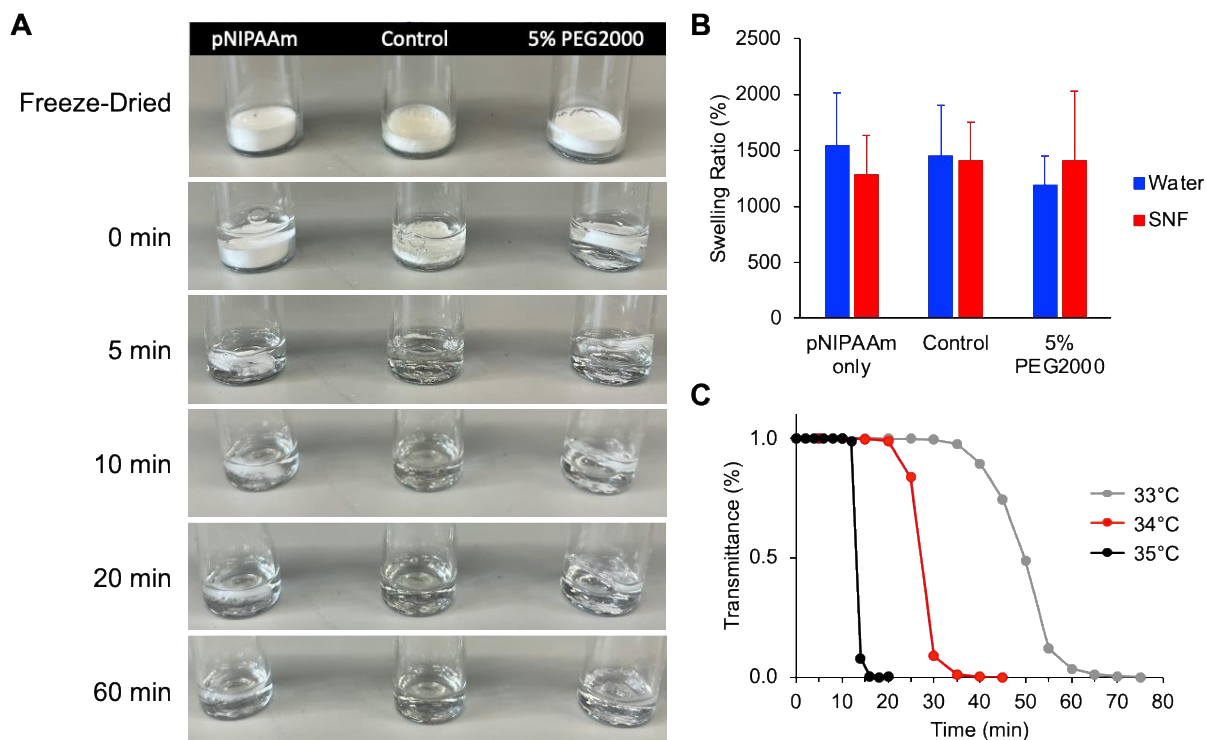 A
pNIPAAm Control 5% PEG2000
Freeze-Dried
0 min
5 min
10 min
20 min
60 min
B
2500
2000
1500
1000
500
0
Swelling Ratio (%)
pNIPAAm
only
Control
5%
PEG2000
Water
SNF
C
1.0
0.5
0.0
Transmittance (%)
0 10 20 30 40 50 60 70 80
Time (min)
33°C
34°C
35°C